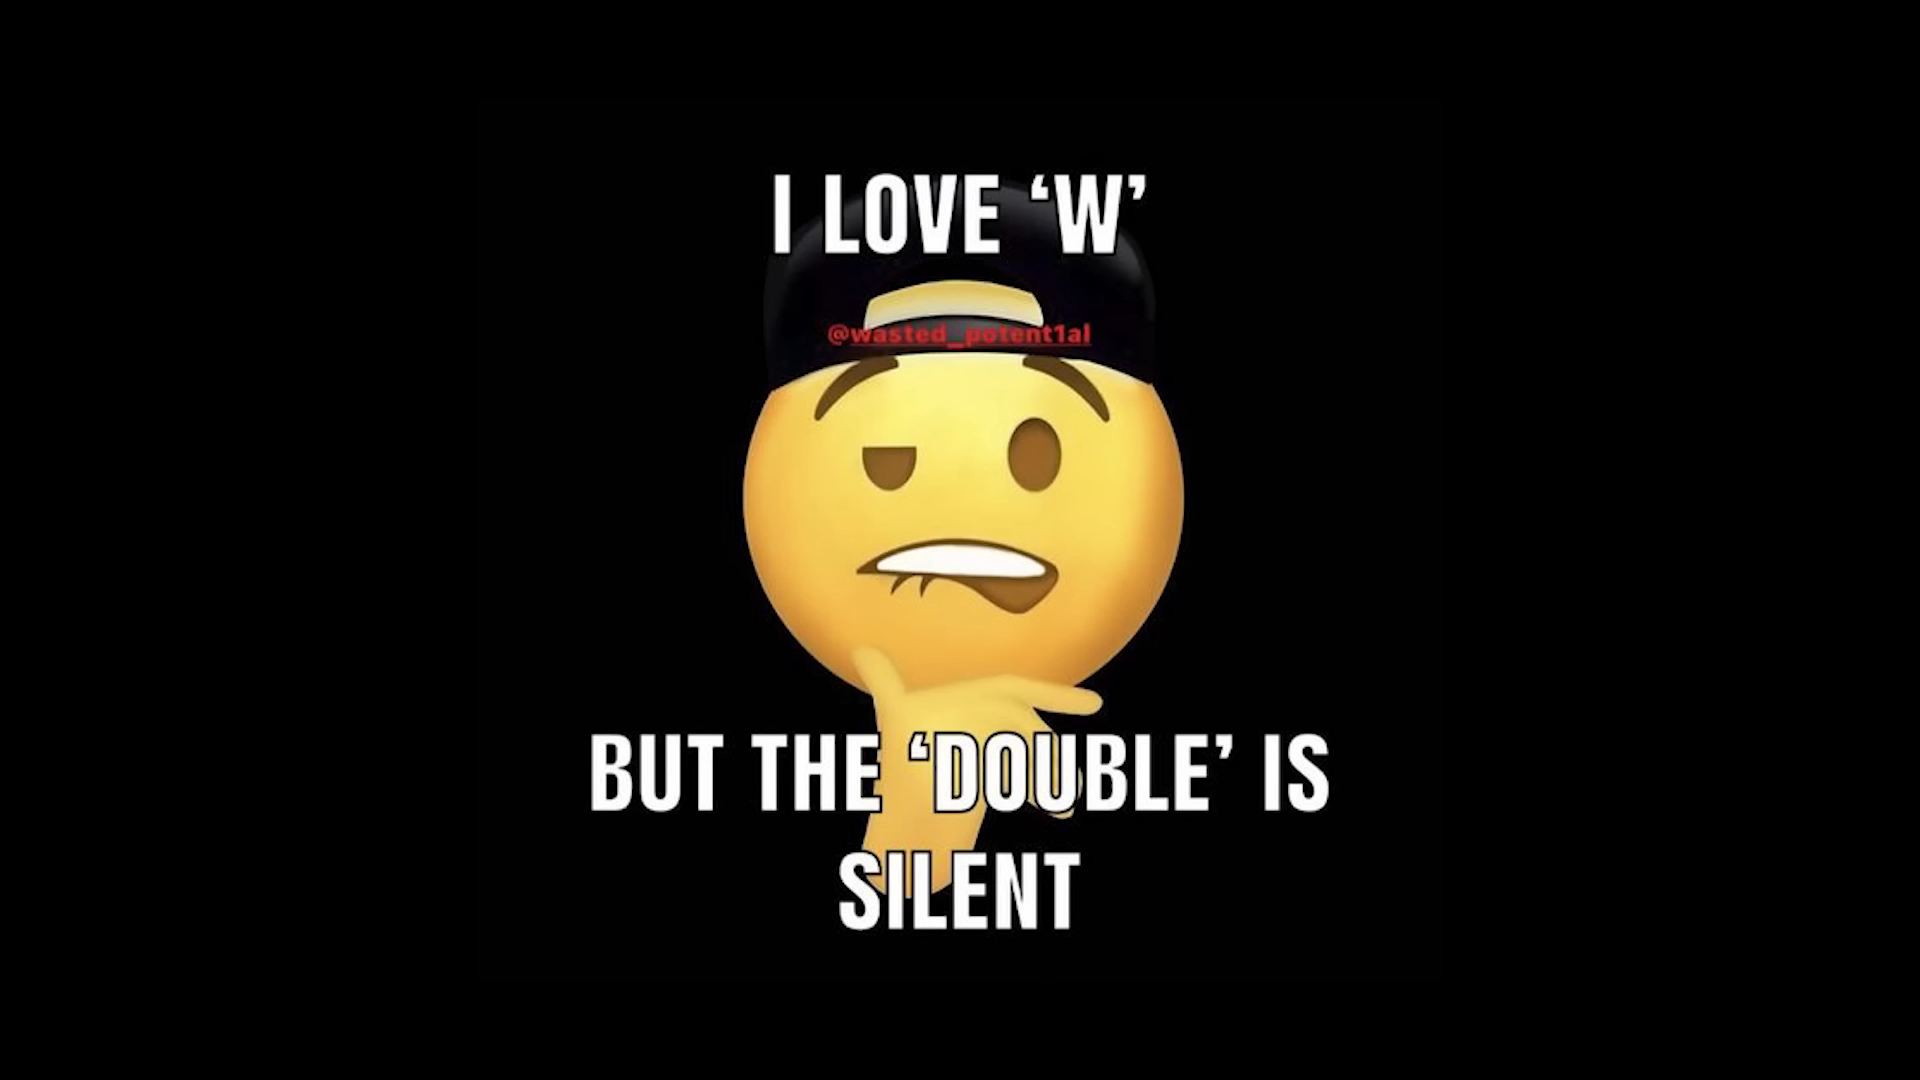 I LOVE ‘W’
@wasted_potent1al
BUT THE ‘DOUBLE’ IS
SILENT